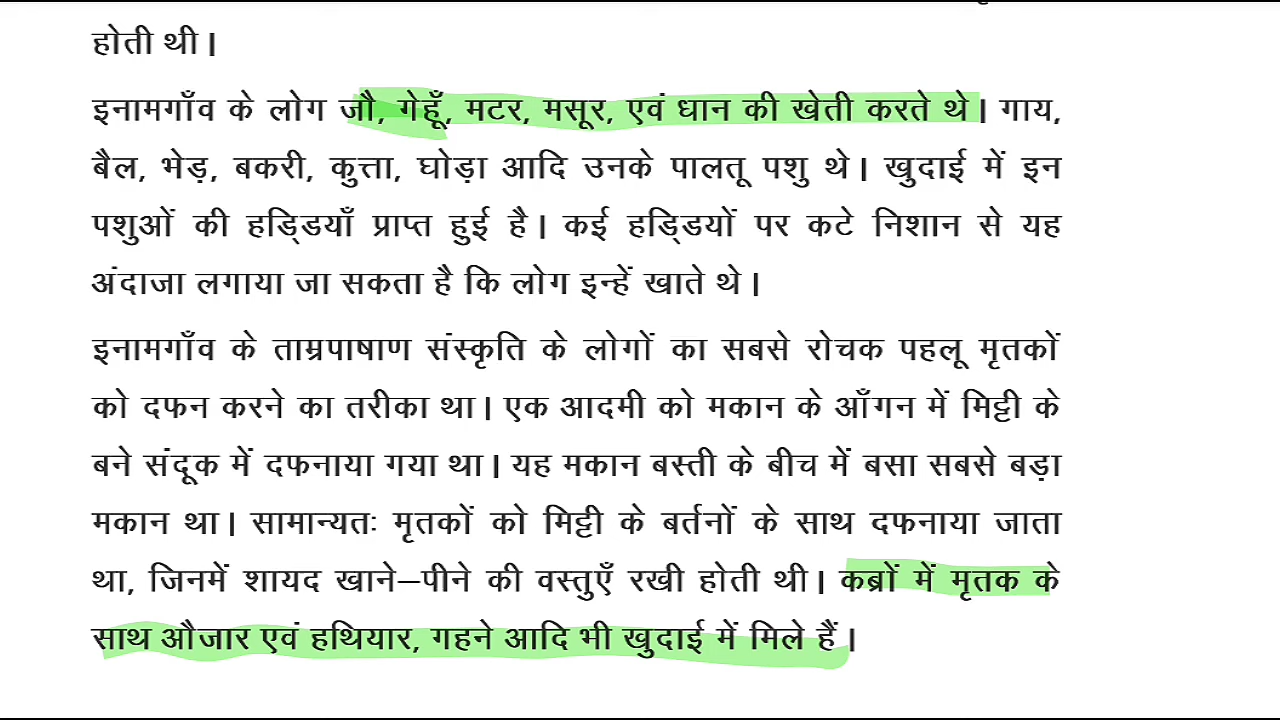 होती थी।
इनामगाँव के लोग जौ, गेहूँ, मटर, मसूर, एवं धान की खेती करते थे। गाय,
बैल, भेड़, बकरी, कुत्ता, घोड़ा आदि उनके पालतू पशु थे। खुदाई में इन
पशुओं की हड्डियाँ प्राप्त हुई है। कई हड्डियों पर कटे निशान से यह
अंदाजा लगाया जा सकता है कि लोग इन्हें खाते थे।
इनामगाँव के ताम्रपाषाण संस्कृति के लोगों का सबसे रोचक पहलू मृतकों
को दफन करने का तरीका था। एक आदमी को मकान के आँगन में मिट्टी के
बने संदूक में दफनाया गया था। यह मकान बस्ती के बीच में बसा सबसे बड़ा
मकान था। सामान्यतः मृतकों को मिट्टी के बर्तनों के साथ दफनाया जाता
था, जिनमें शायद खाने–पीने की वस्तुएँ रखी होती थी। कब्रों में मृतक के
साथ औजार एवं हथियार, गहने आदि भी खुदाई में मिले हैं।